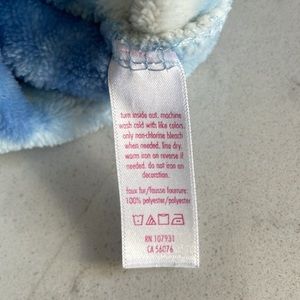 turn inside out. machine
wash cold with like colors.
only non-chlorine bleach
when needed. line dry.
warm iron on reverse if
needed. do not iron on
decoration.
faux fur/fausse fourrure:
100% polyester/polyester
RN 107931
CA 56076